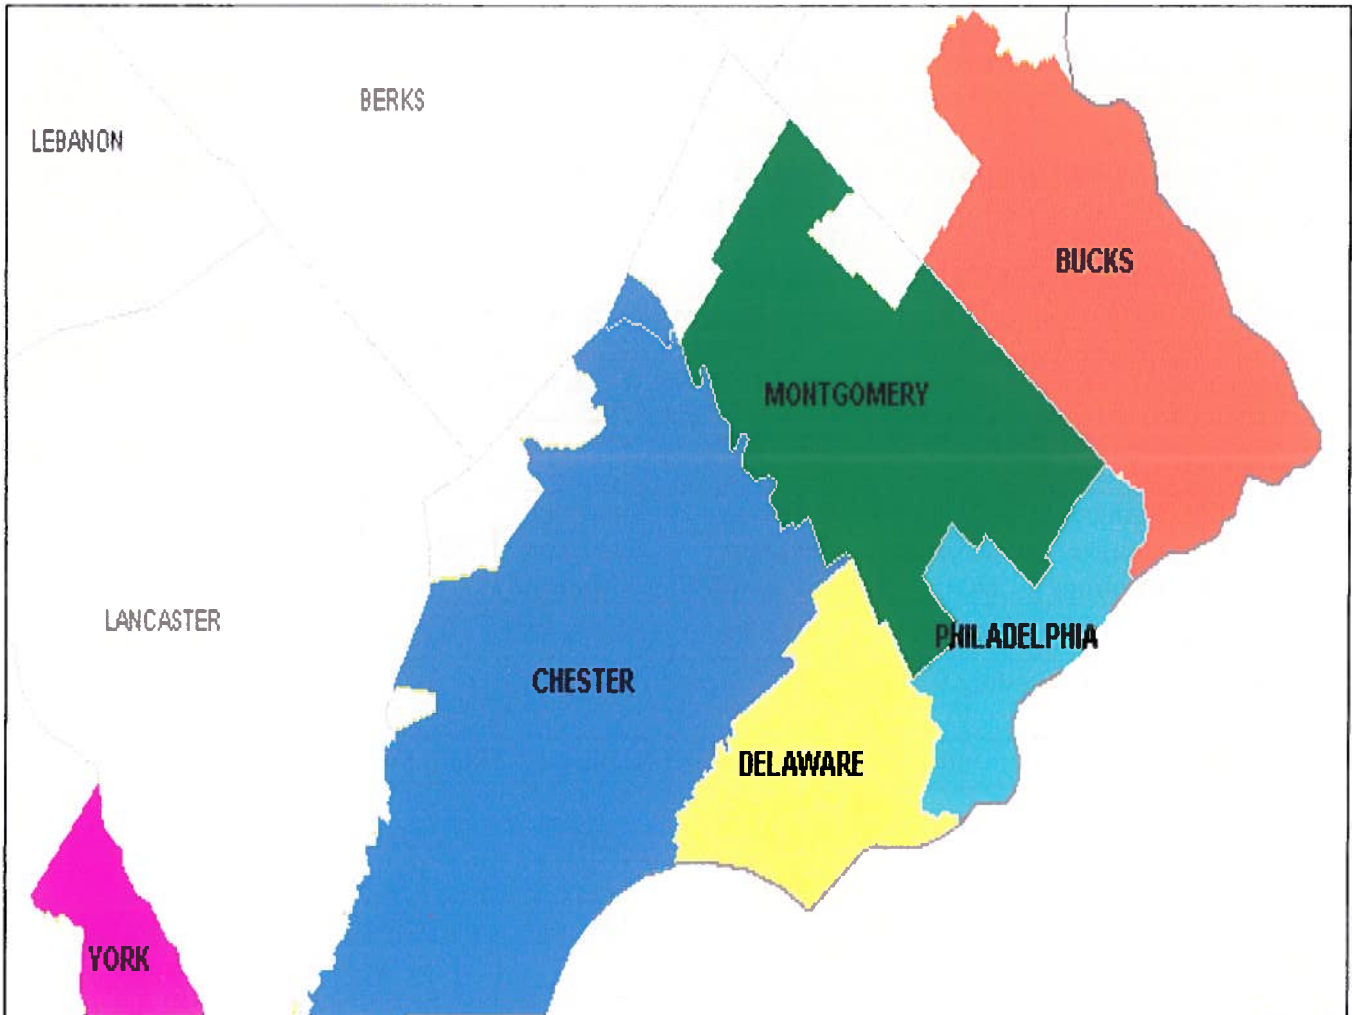 BERKS
LEBANON
BUCKS
MONTGOMERY
LANCASTER
PHILADELPHIA
CHESTER
DELAWARE
YORK